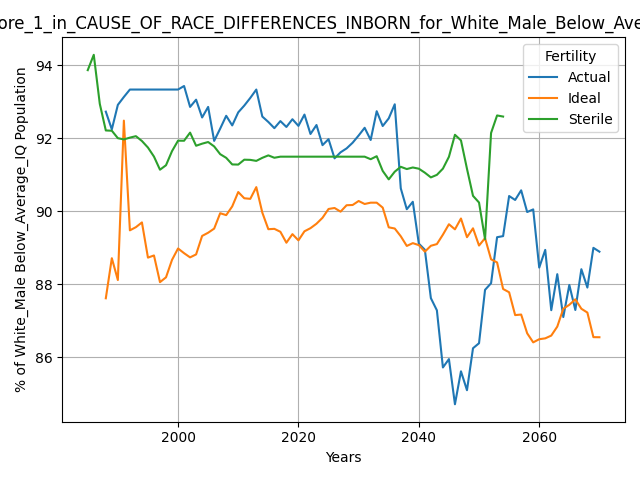 ore_1_in_CAUSE_OF_RACE_DIFFERENCES_INBORN_for_White_Male_Below_Ave
% of White_Male Below_Average_IQ Population
94
92
90
88
86
Fertility
Actual
Ideal
Sterile
2000
2020
2040
2060
Years